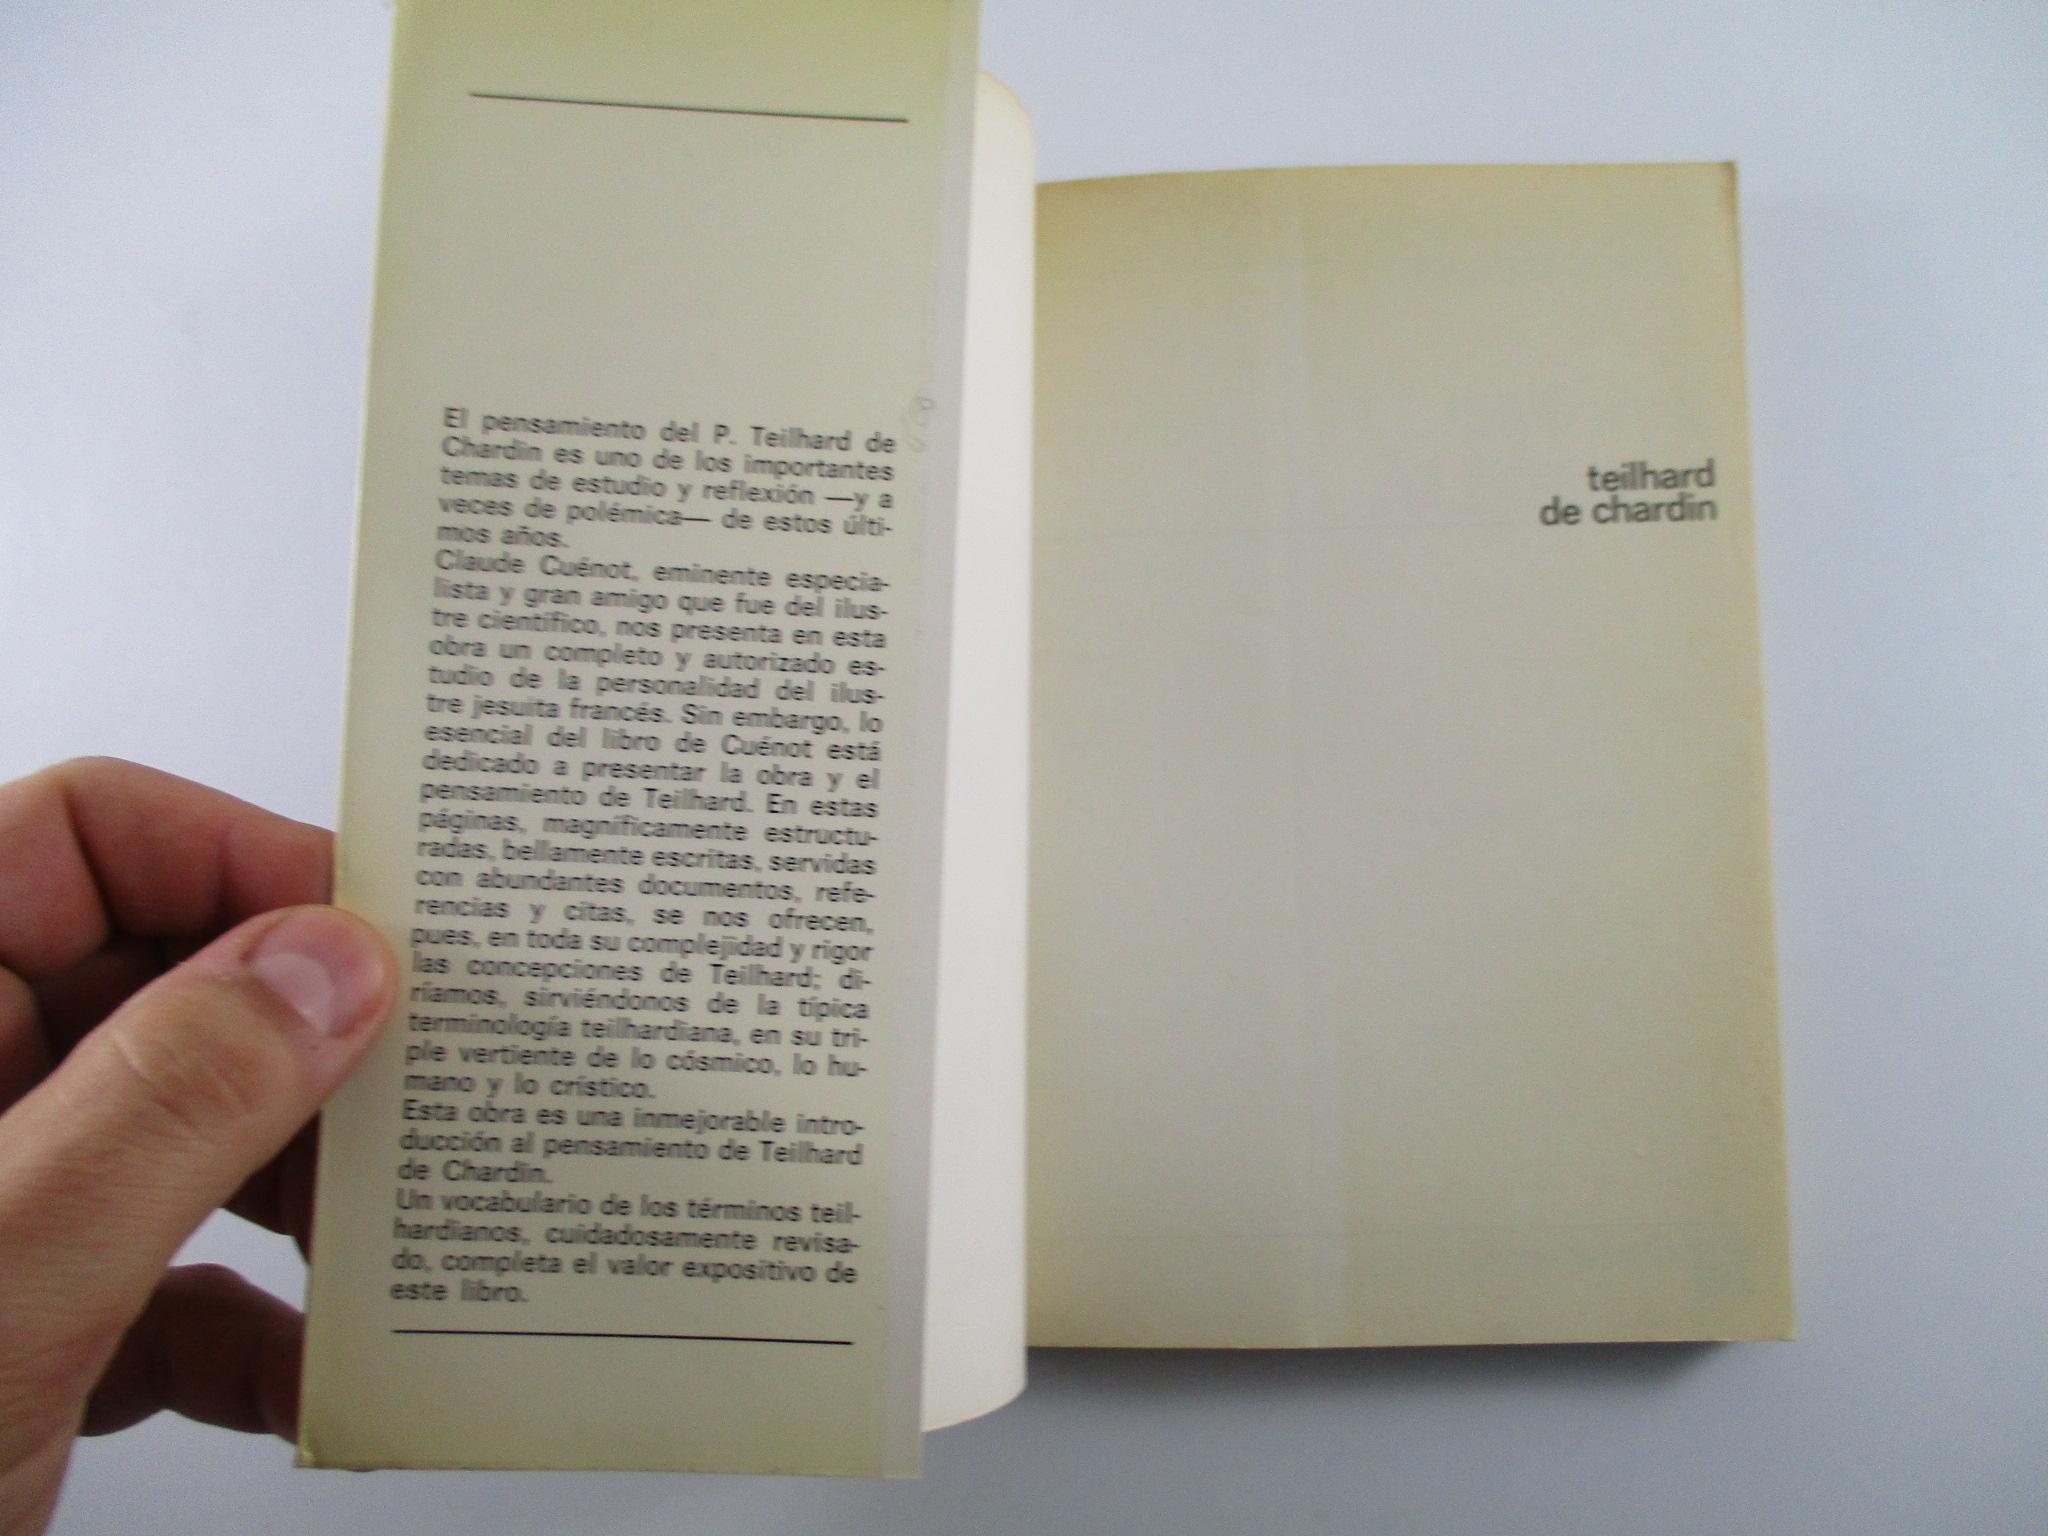 El pensamiento del P. Teilhard de
Chardin es uno de los importantes
temas de estudio y reflexión —y a
veces de polémica— de estos últi-
mos años.
Claude Cuénot, eminente especia-
lista y gran amigo que fue del ilus-
tre científico, nos presenta en esta
obra un completo y autorizado es-
tudio de la personalidad del ilus-
tre jesuita francés. Sin embargo, lo
esencial del libro de Cuénot está
dedicado a presentar la obra y el
pensamiento de Teilhard. En estas
páginas, magníficamente estructu-
radas, bellamente escritas, servidas
con abundantes documentos, refe-
rencias y citas, se nos ofrecen,
pues, en toda su complejidad y rigor
las concepciones de Teilhard; di-
ríamos, sirviéndonos de la típica
terminología teilhardiana, en su tri-
ple vertiente de lo cósmico, lo hu-
mano y lo crístico.
Esta obra es una inmejorable intro-
ducción al pensamiento de Teilhard
de Chardin.
Un vocabulario de los términos teil-
hardianos, cuidadosamente revisa-
do, completa el valor expositivo de
este libro.
teilhard
de chardin